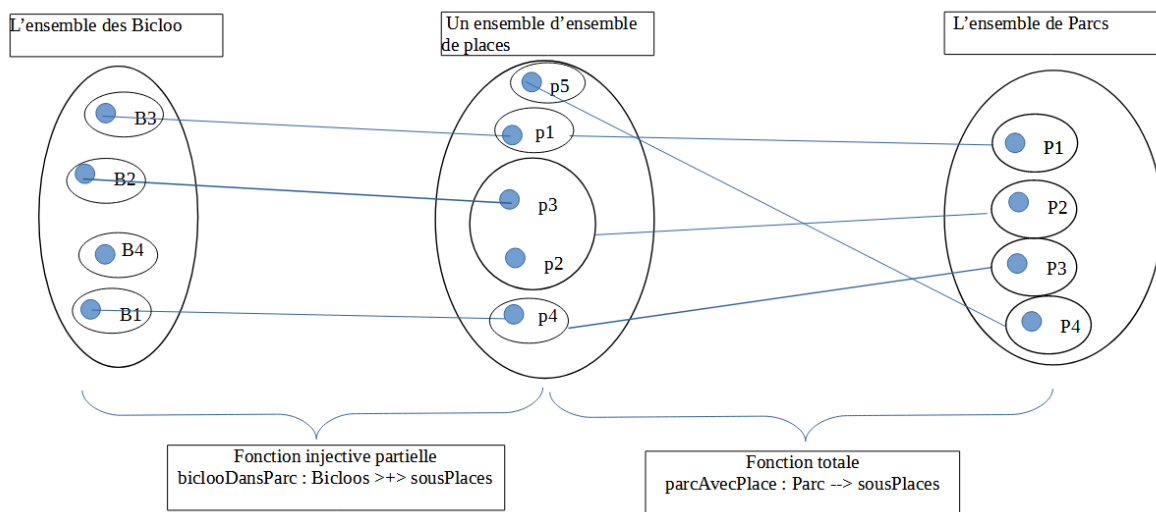 L'ensemble des Bicloo
Un ensemble d'ensemble
de places
L'ensemble de Parcs
p5
B3
p1
P1
B2
p3
P2
B4
p2
P3
B1
p4
P4
Fonction injective partielle
biclooDansParc : Bicloos >+> sousPlaces
Fonction totale
parcAvecPlace : Parc --> sousPlaces